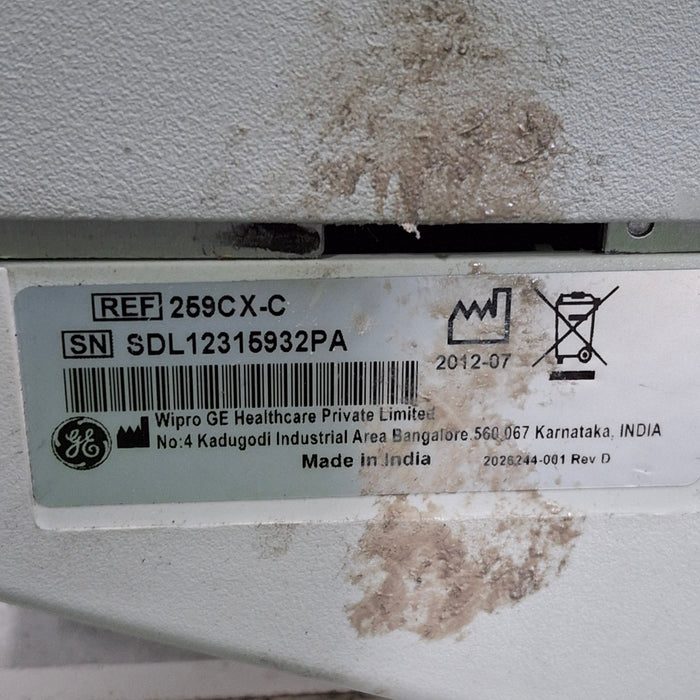 REF 259CX-C
SN SDL12315932PA
2012-07
GE
Wipro GE Healthcare Private Limited
No:4 Kadugodi Industrial Area Bangalore 560 067 Karnataka, INDIA
Made in India
2026244-001 Rev D